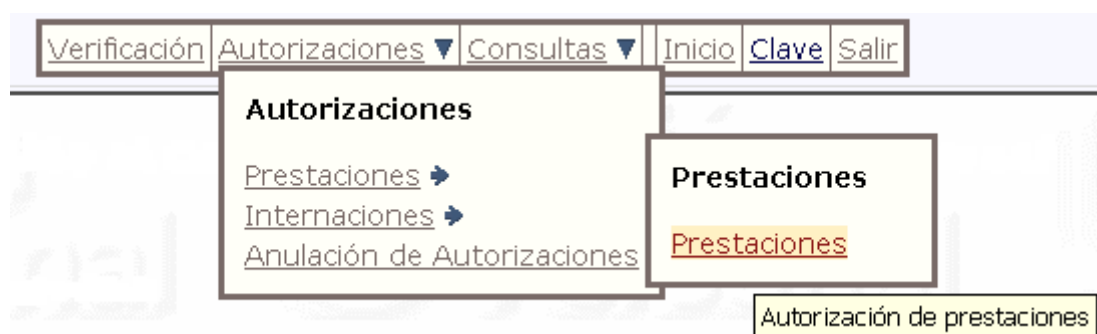 Verificación Autorizaciones ▼ Consultas ▼ Inicio Clave Salir
Autorizaciones
Prestaciones
Internaciones
Anulación de Autorizaciones
Prestaciones
Prestaciones
Autorización de prestaciones